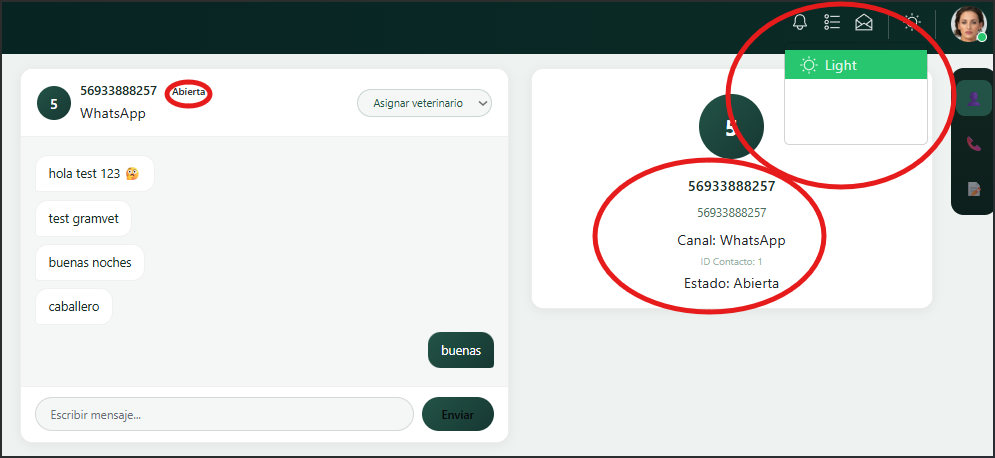 Light
5
56933888257
Abierta
WhatsApp
Asignar veterinario
hola test 123 🤔
test gramvet
buenas noches
caballero
buenas
Escribir mensaje...
Enviar
5
56933888257
56933888257
Canal: WhatsApp
ID Contacto: 1
Estado: Abierta